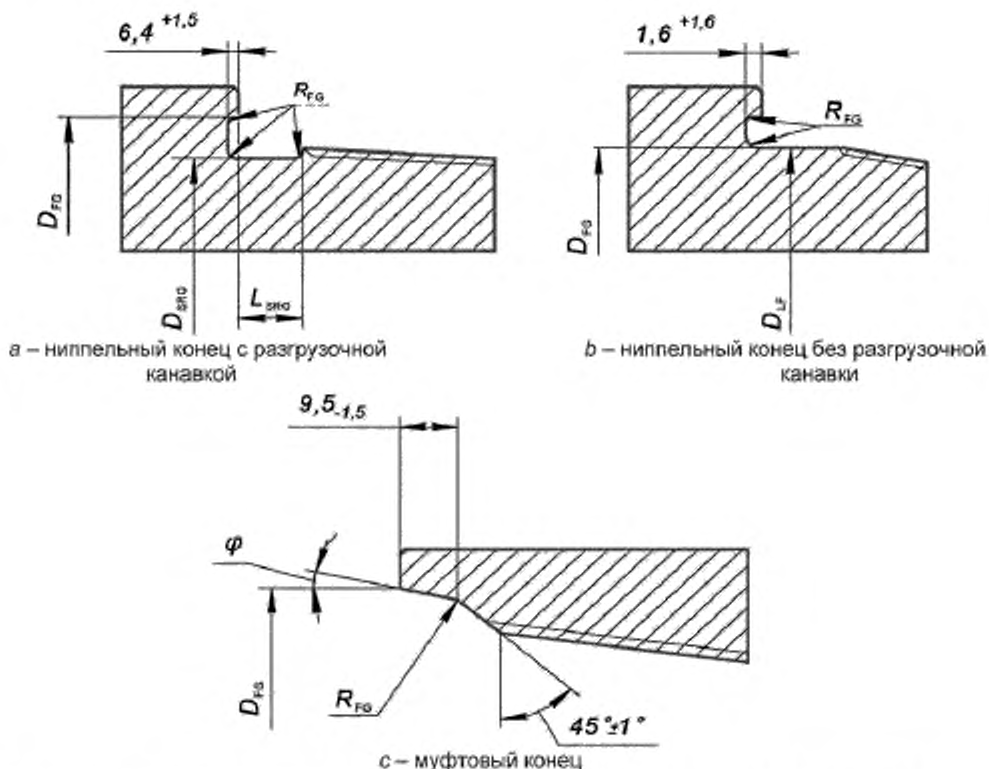 6,4 +1,5
1,6 +1,6
R_FG
R_FG
D_FG
D_SRG
L_SRG
D_FG
D_LF
a – ниппельный конец с разгрузочной
канавкой
b – ниппельный конец без разгрузочной
канавки
9,5 -1,5
φ
D_FG
R_FG
45°±1°
c – муфтовый конец